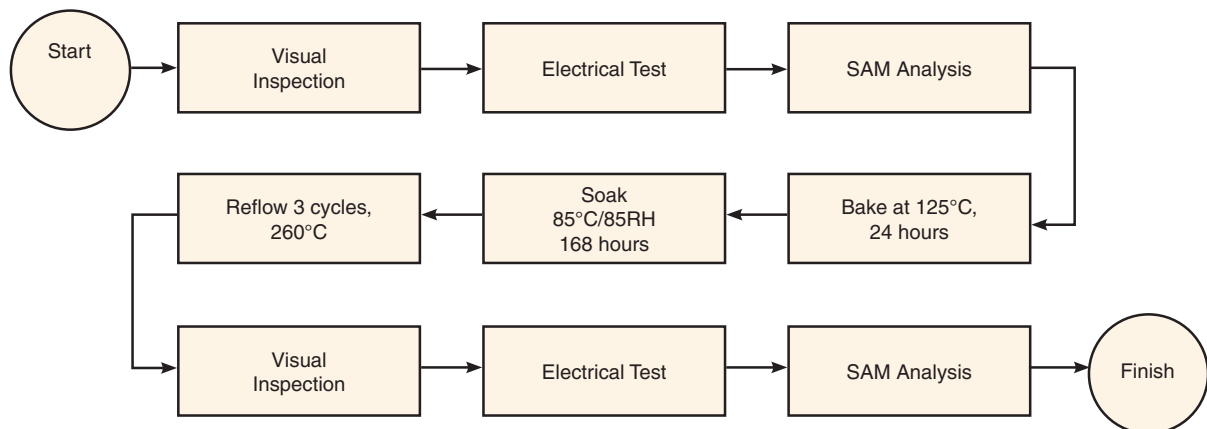 Start
Visual
Inspection
Electrical Test
SAM Analysis
Bake at 125°C,
24 hours
Soak
85°C/85RH
168 hours
Reflow 3 cycles,
260°C
Visual
Inspection
Electrical Test
SAM Analysis
Finish